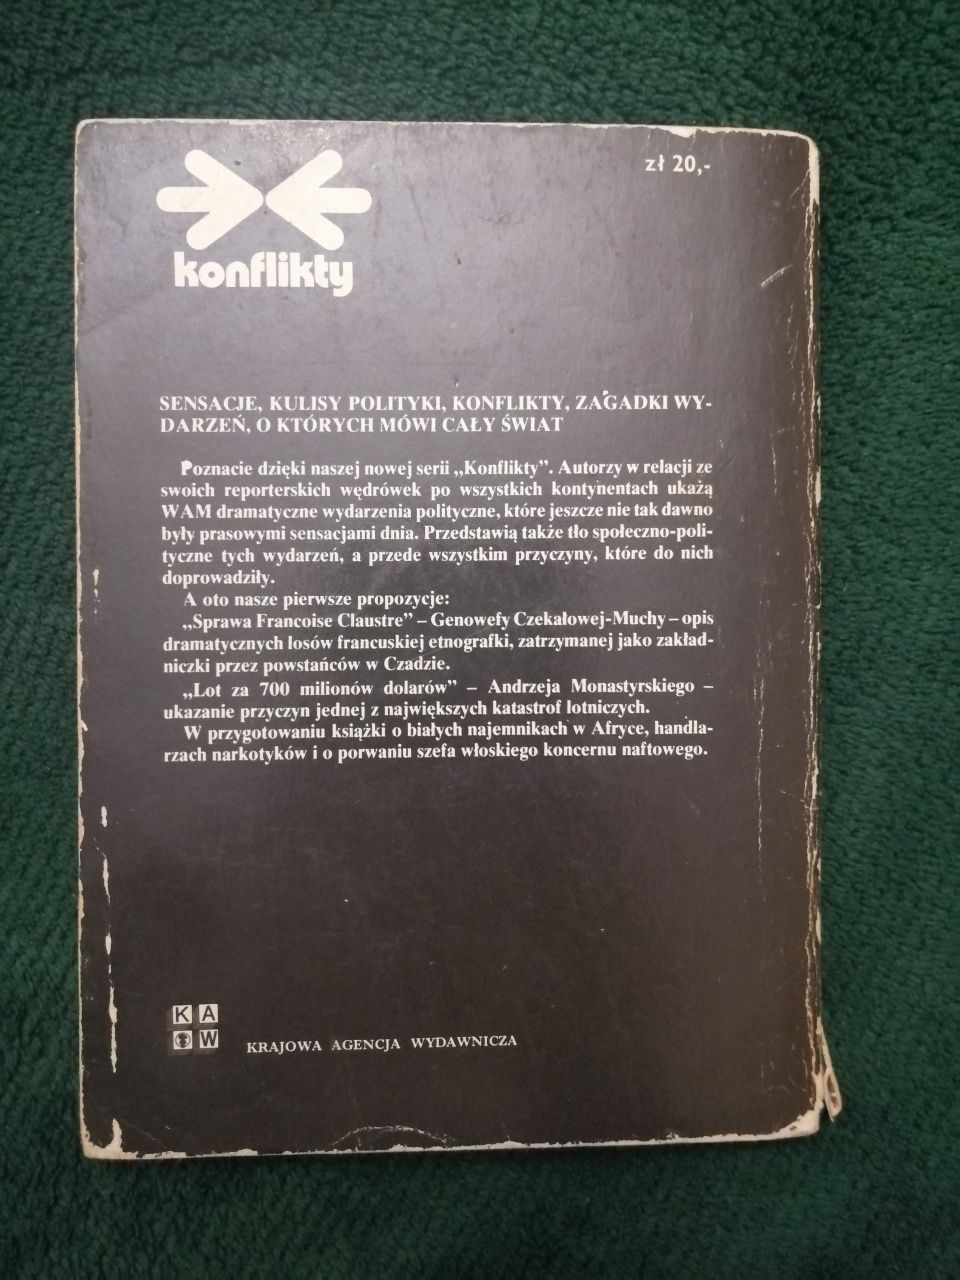 zł 20,-
konflikty
SENSACJE, KULISY POLITYKI, KONFLIKTY, ZAGADKI WY-
DARZEŃ, O KTÓRYCH MÓWI CAŁY ŚWIAT
Poznacie dzięki naszej nowej serii „Konflikty”. Autorzy w relacji ze
swoich reporterskich wędrówek po wszystkich kontynentach ukażą
WAM dramatyczne wydarzenia polityczne, które jeszcze nie tak dawno
były prasowymi sensacjami dnia. Przedstawią także tło społeczno-poli-
tyczne tych wydarzeń, a przede wszystkim przyczyny, które do nich
doprowadziły.
A oto nasze pierwsze propozycje:
„Sprawa Francoise Claustre” – Genowefy Czekałowej-Muchy – opis
dramatycznych losów francuskiej etnografki, zatrzymanej jako zakład-
niczki przez powstańców w Czadzie.
„Lot za 700 milionów dolarów” – Andrzeja Monastyrskiego –
ukazanie przyczyn jednej z największych katastrof lotniczych.
W przygotowaniu książki o białych najemnikach w Afryce, handla-
rzach narkotyków i o porwaniu szefa włoskiego koncernu naftowego.
K A
W
KRAJOWA AGENCJA WYDAWNICZA